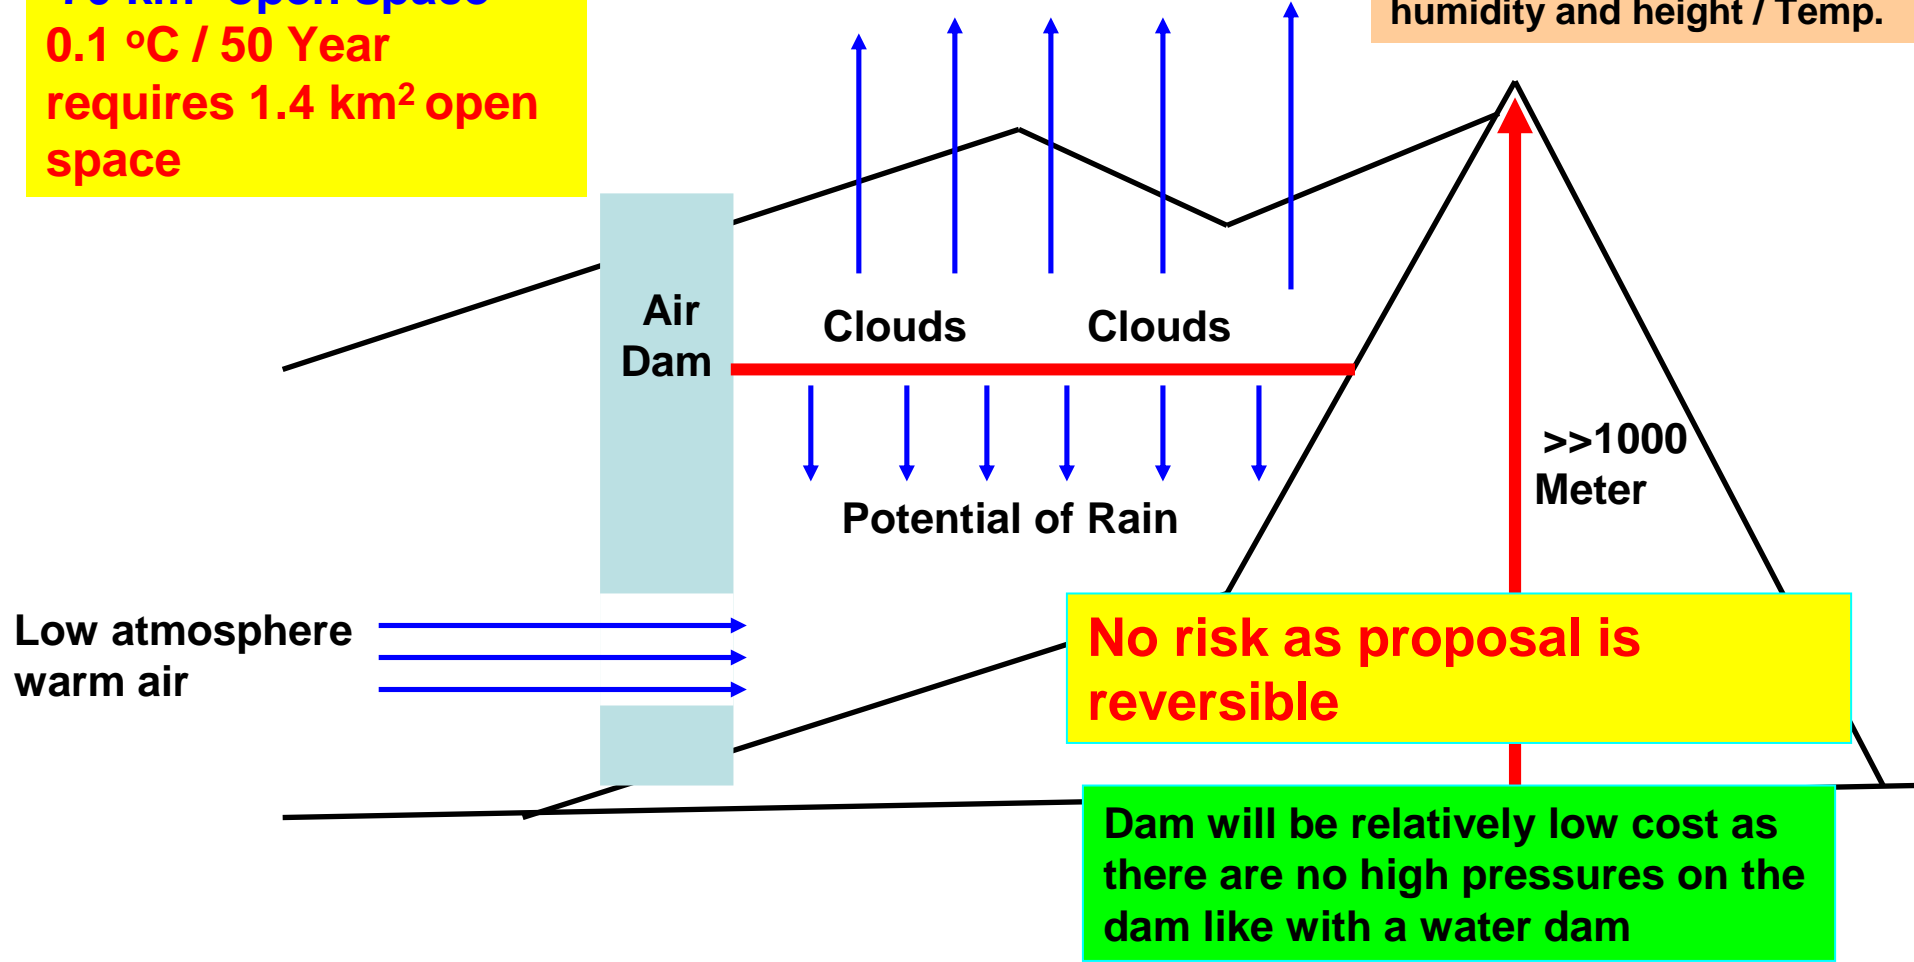 open space
0.1 °C / 50 Year
requires 1.4 km² open
space
humidity and height / Temp.
Air
Dam
Clouds Clouds
Potential of Rain
>>1000
Meter
Low atmosphere
warm air
No risk as proposal is
reversible
Dam will be relatively low cost as
there are no high pressures on the
dam like with a water dam